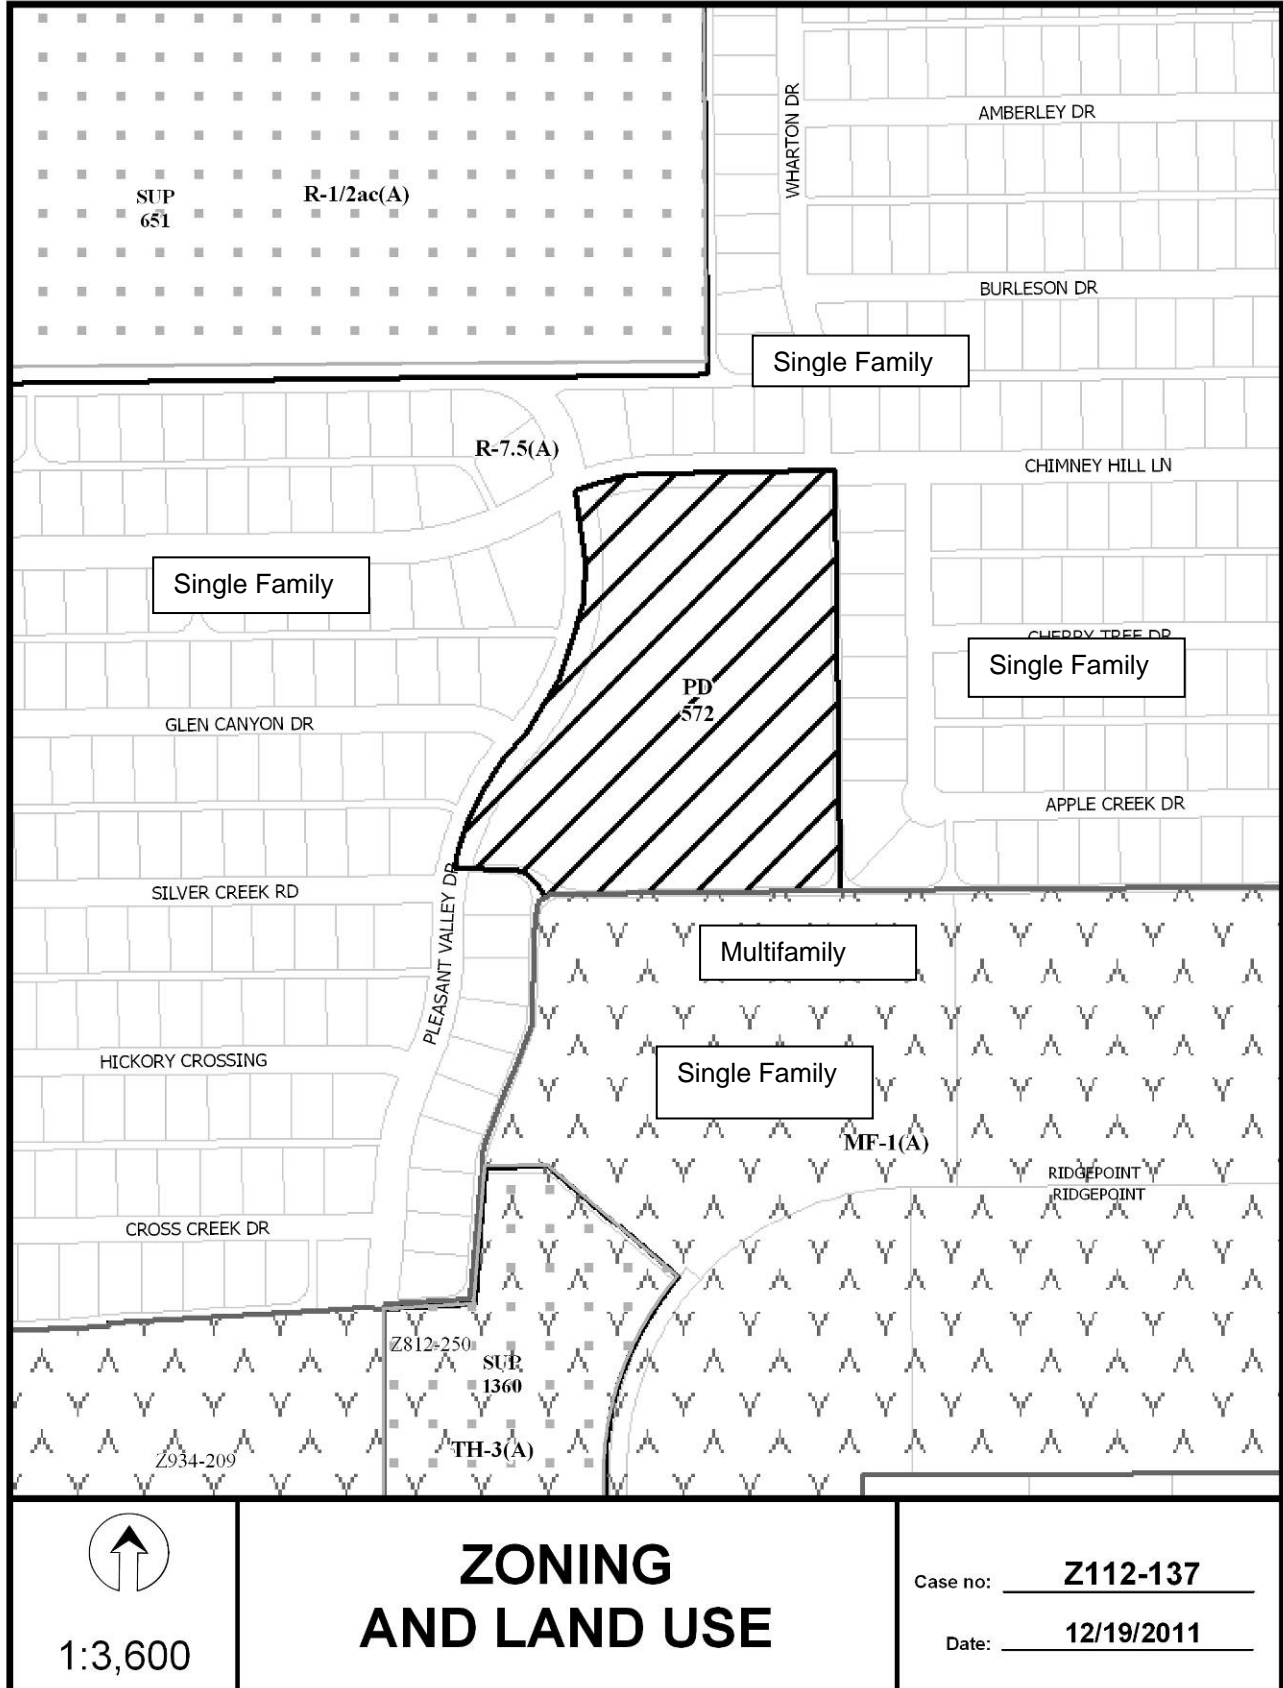 AMBERLEY DR
WHARTON DR
SUP
651
R-1/2ac(A)
BURLESON DR
Single Family
R-7.5(A)
CHIMNEY HILL LN
Single Family
CHERRY TREE DR
Single Family
PD
572
GLEN CANYON DR
APPLE CREEK DR
SILVER CREEK RD
PLEASANT VALLEY DR
Multifamily
HICKORY CROSSING
Single Family
MF-1(A)
RIDGEPOINT
RIDGEPOINT
CROSS CREEK DR
Z812-250
SUP
1360
TH-3(A)
Z934-209
1:3,600
ZONING
AND LAND USE
Case no: Z112-137
Date: 12/19/2011